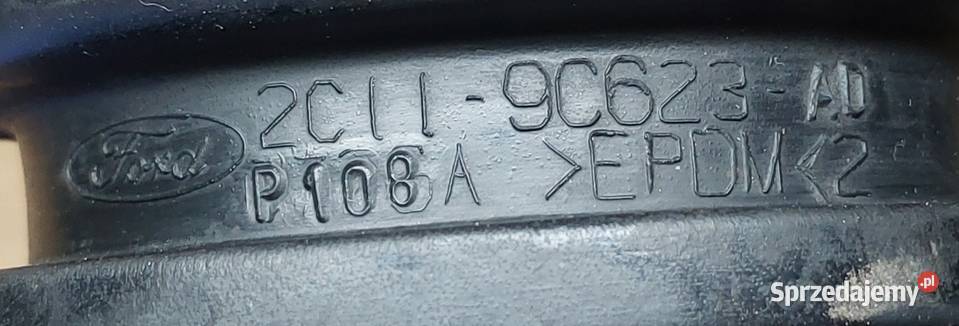 2C11-9C623-AD
Ford P108A >EPDM<2
Sprzedajemy.pl